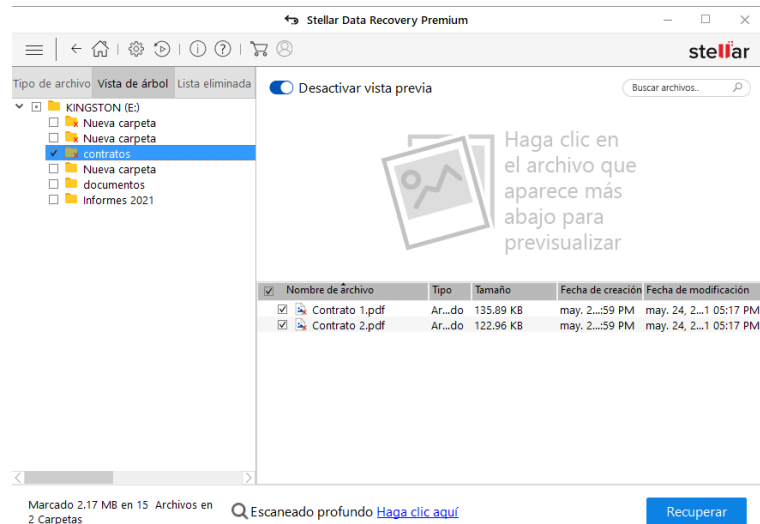 Stellar Data Recovery Premium
stellar
Tipo de archivo Vista de árbol Lista eliminada
Desactivar vista previa
Buscar archivos..
KINGSTON (E:)
Nueva carpeta
Nueva carpeta
contratos
Nueva carpeta
documentos
Informes 2021
Haga clic en
el archivo que
aparece más
abajo para
previsualizar
Nombre de archivo Tipo Tamaño Fecha de creación Fecha de modificación
Contrato 1.pdf Ar...do 135.89 KB may. 2...:59 PM may. 24, 2...1 05:17 PM
Contrato 2.pdf Ar...do 122.96 KB may. 2...:59 PM may. 24, 2...1 05:17 PM
Marcado 2.17 MB en 15 Archivos en
2 Carpetas
Escaneado profundo Haga clic aquí
Recuperar